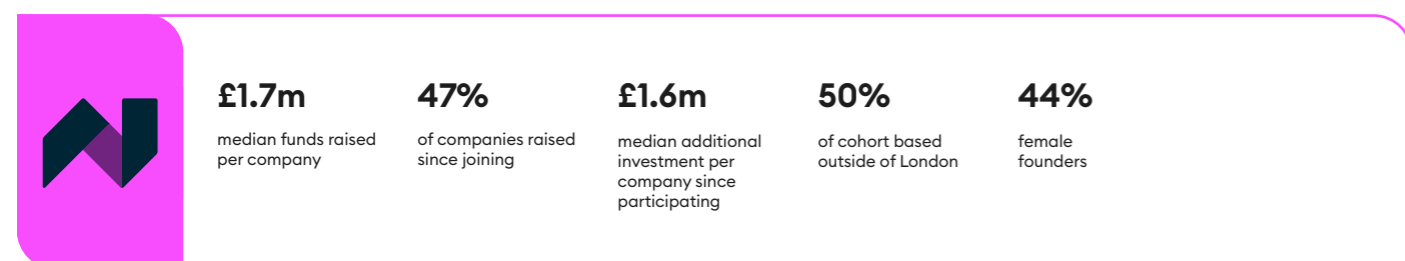 £1.7m
median funds raised
per company
47%
of companies raised
since joining
£1.6m
median additional
investment per
company since
participating
50%
of cohort based
outside of London
44%
female
founders